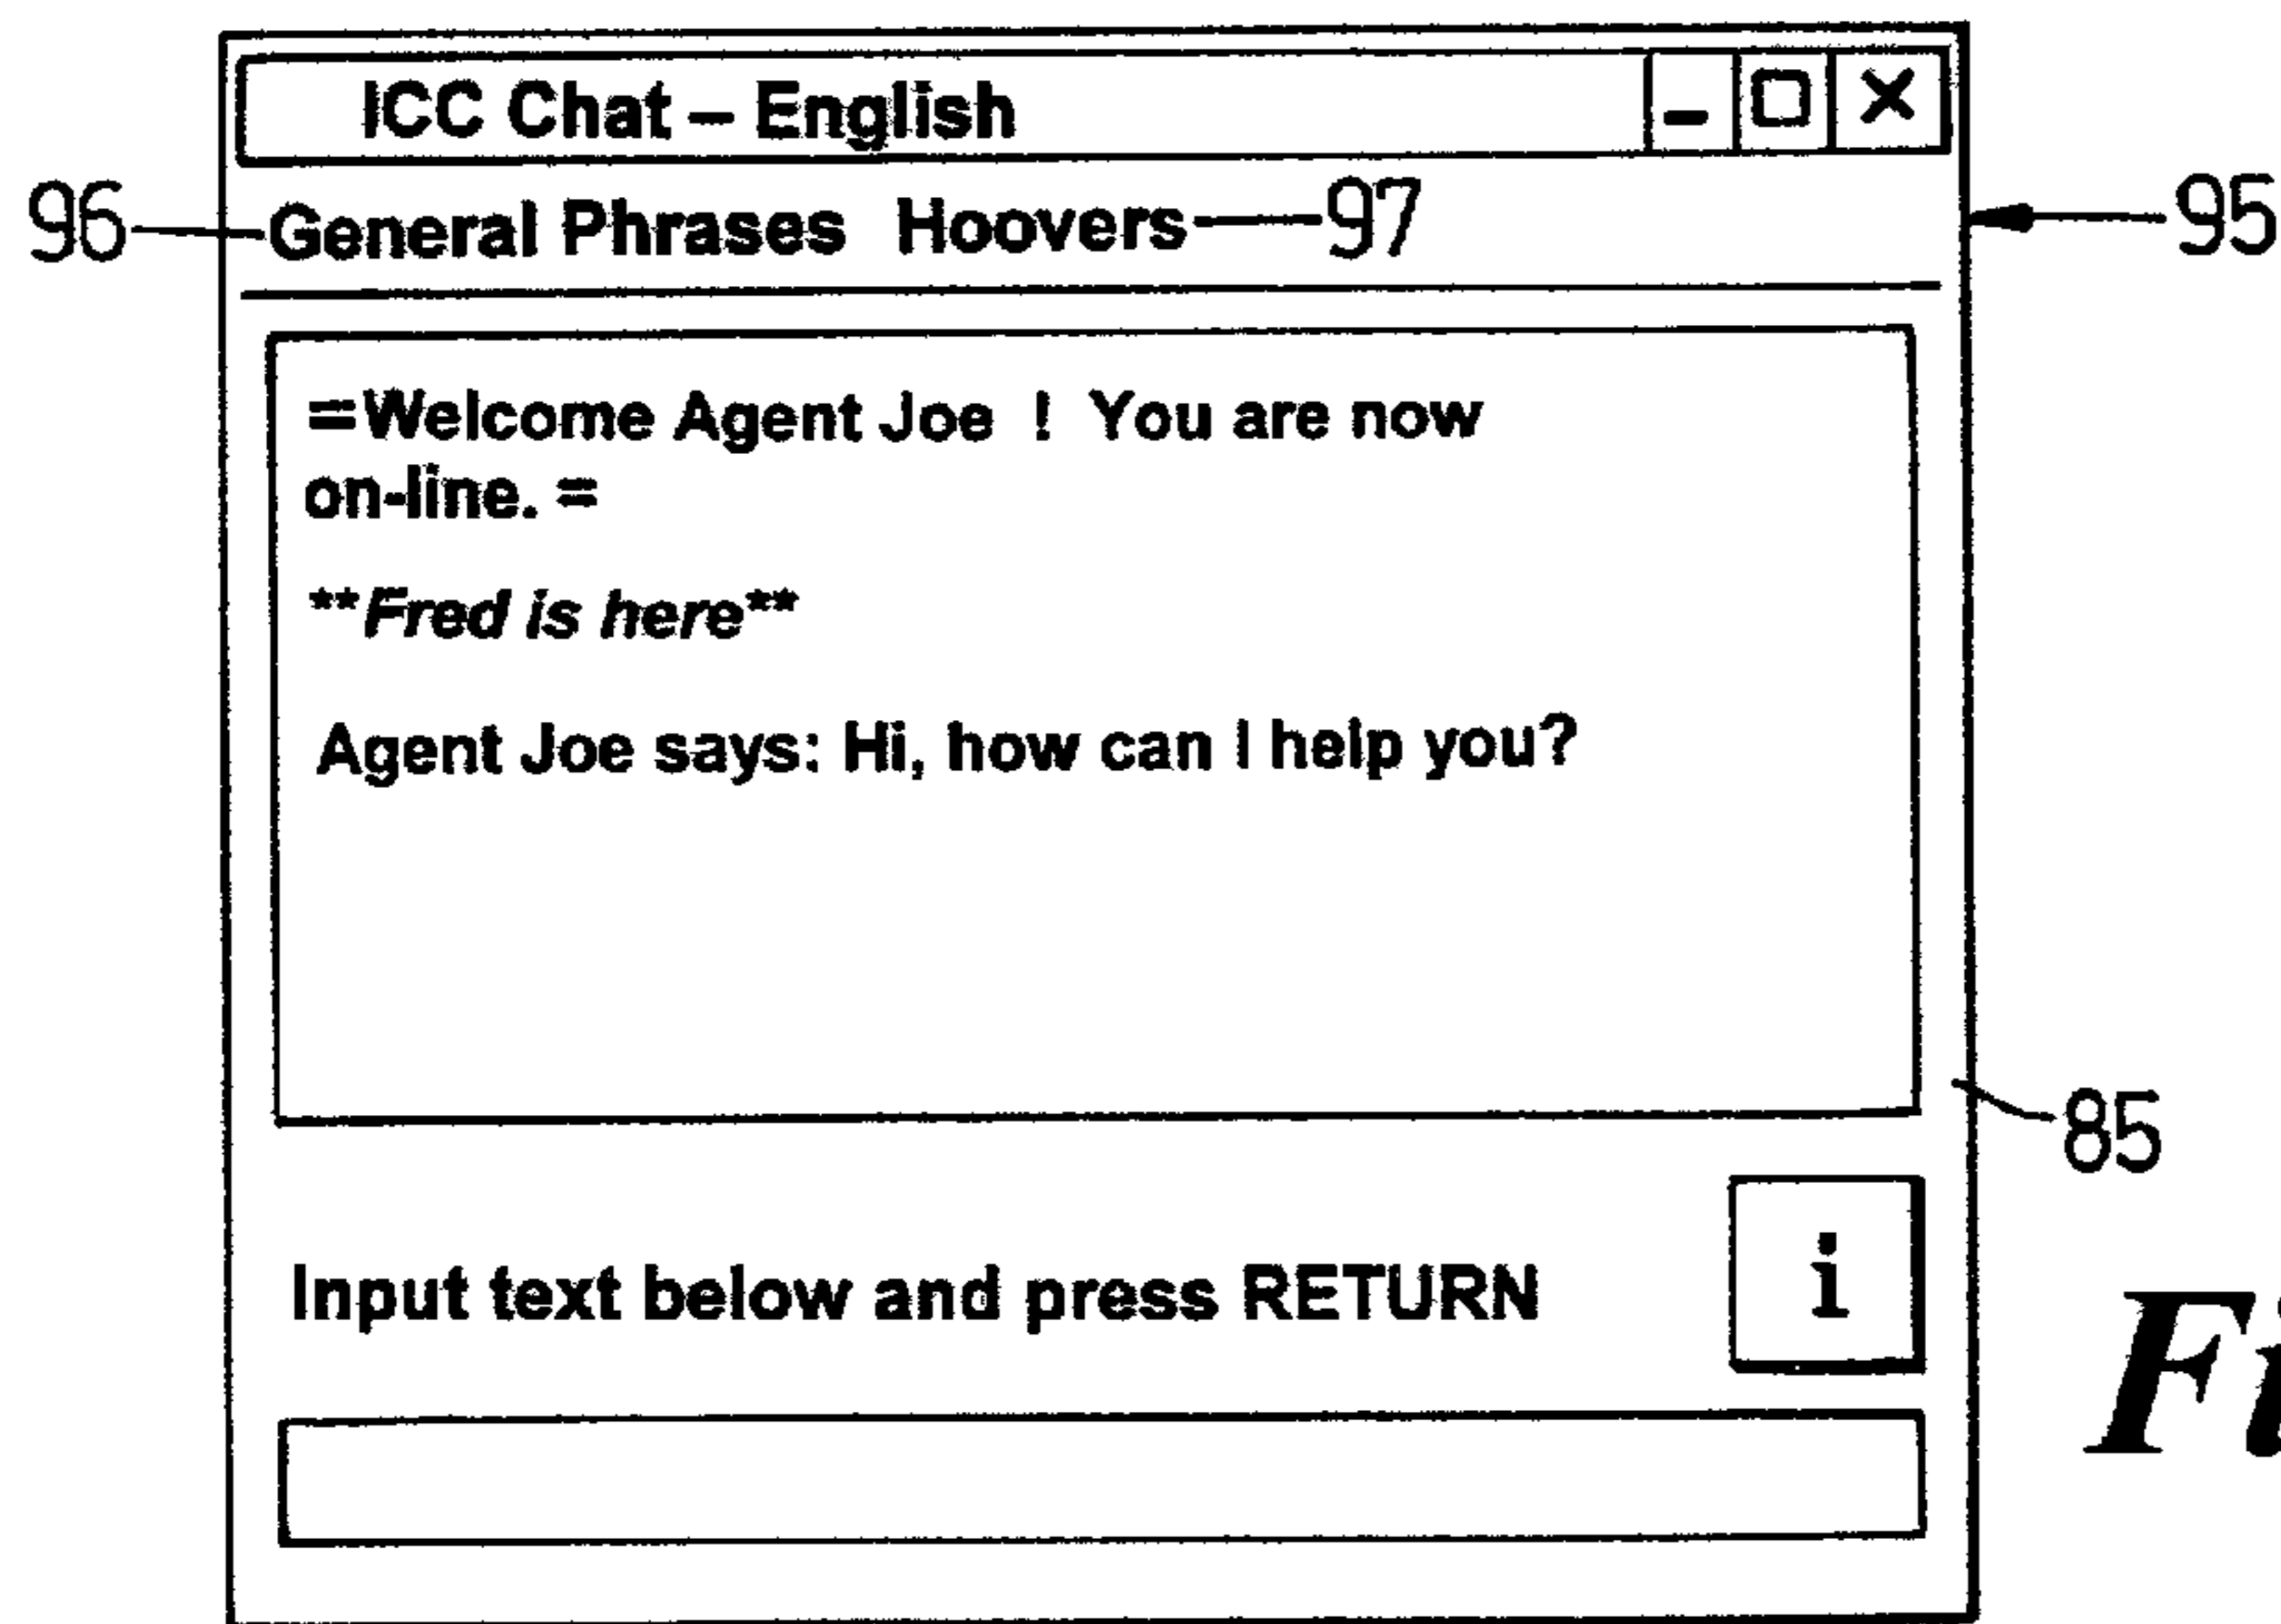 ICC Chat – English
96 General Phrases Hoovers 97 95
=Welcome Agent Joe ! You are now
on-line. =
**Fred is here**
Agent Joe says: Hi, how can I help you?
85
Input text below and press RETURN i